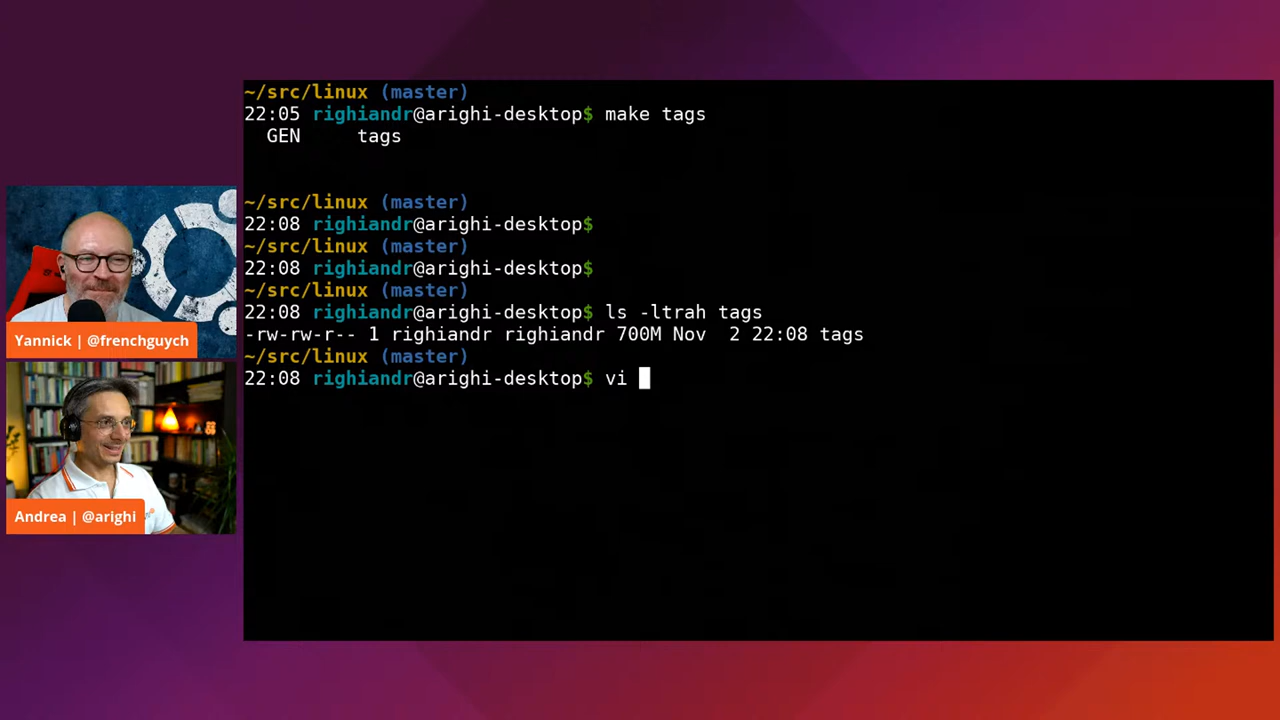 ~/src/linux (master)
22:05 righiandr@arighi-desktop$ make tags
  GEN     tags
~/src/linux (master)
22:08 righiandr@arighi-desktop$
~/src/linux (master)
22:08 righiandr@arighi-desktop$
~/src/linux (master)
22:08 righiandr@arighi-desktop$ ls -ltrah tags
-rw-rw-r-- 1 righiandr righiandr 700M Nov  2 22:08 tags
~/src/linux (master)
22:08 righiandr@arighi-desktop$ vi
Yannick | @frenchguych
Andrea | @arighi